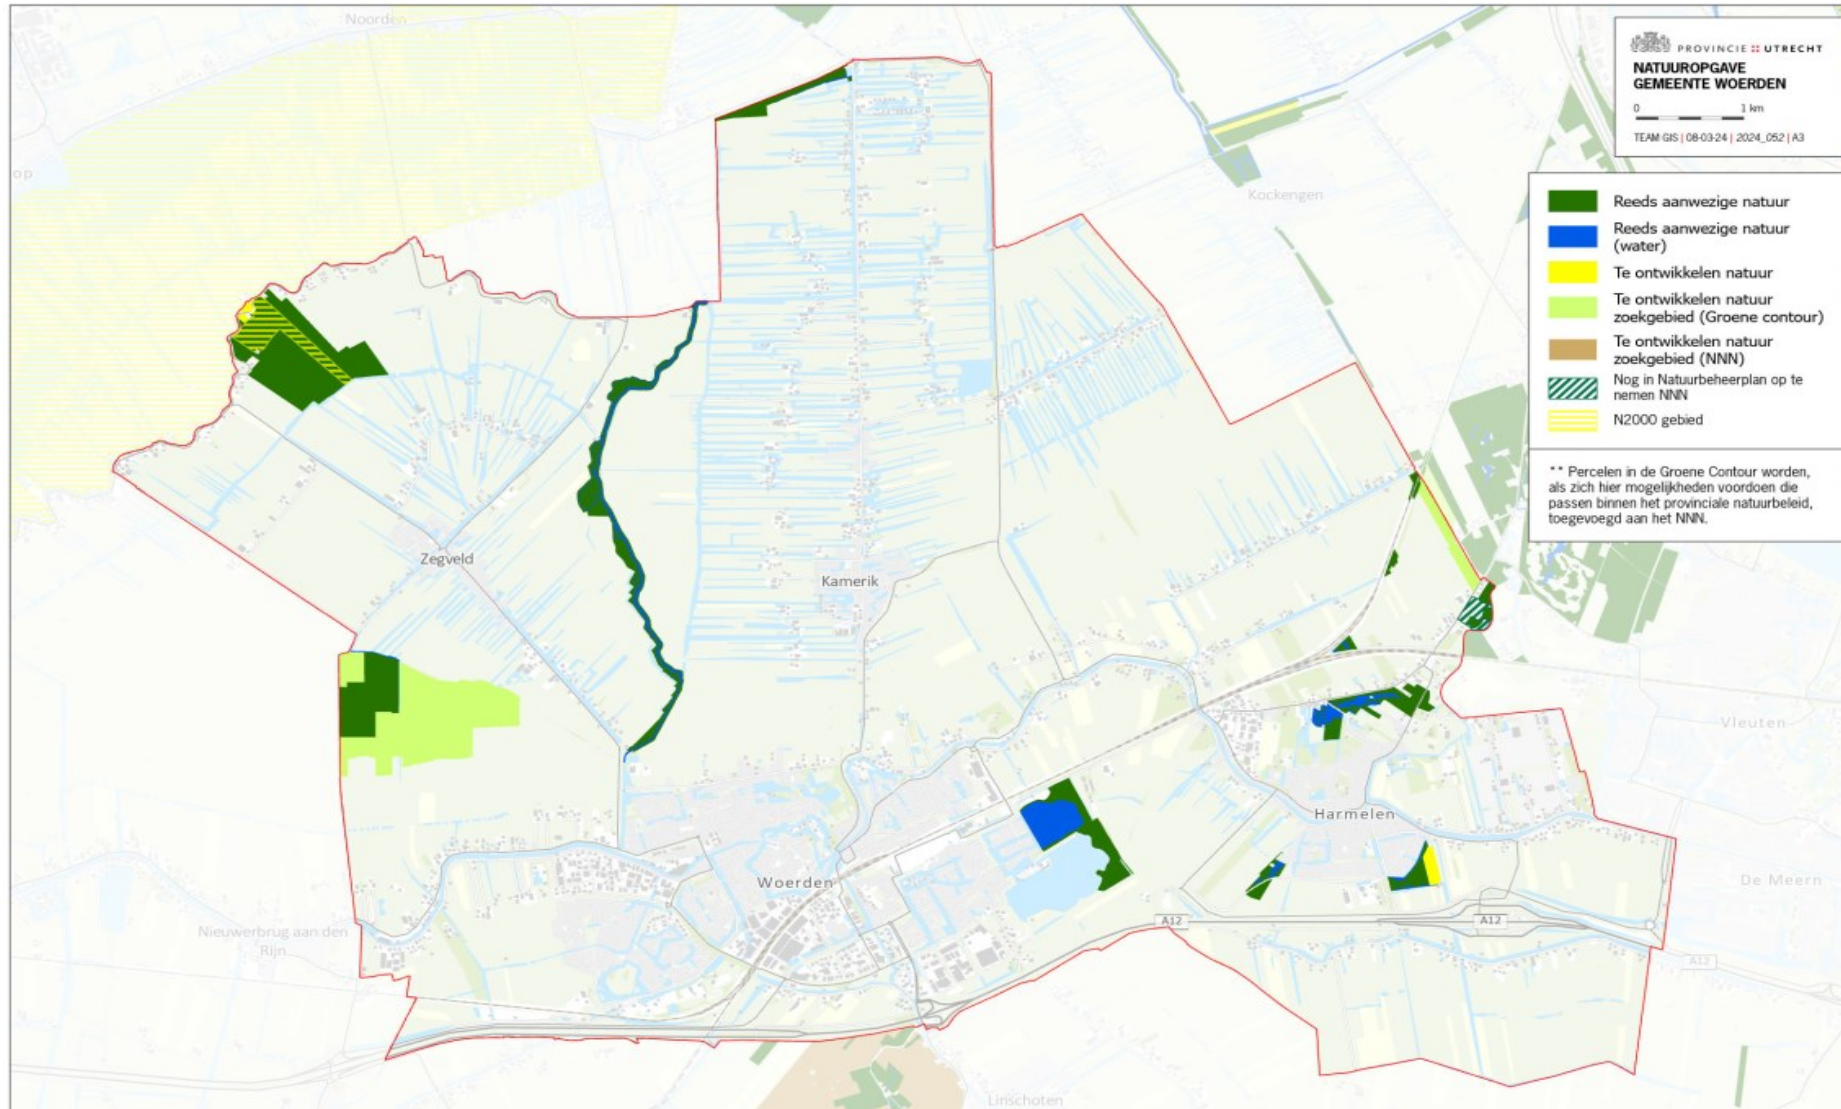 Noorden
op
Kockengen
Zegveld
Kamerik
Vleuten
Harmelen
Woerden
De Meern
Nieuwerbrug aan den
Rijn
A12
A12
A12
Linschoten
PROVINCIE :: UTRECHT
NATUUROPGAVE
GEMEENTE WOERDEN
0 1 km
TEAM GIS | 08-03-24 | 2024_052 | A3
Reeds aanwezige natuur
Reeds aanwezige natuur
(water)
Te ontwikkelen natuur
Te ontwikkelen natuur
zoekgebied (Groene contour)
Te ontwikkelen natuur
zoekgebied (NNN)
Nog in Natuurbeheerplan op te
nemen NNN
N2000 gebied
** Percelen in de Groene Contour worden,
als zich hier mogelijkheden voordoen die
passen binnen het provinciale natuurbeleid,
toegevoegd aan het NNN.